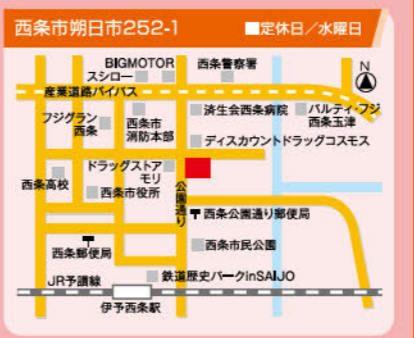 西条市朔日市252-1
■定休日／水曜日
BIGMOTOR
スシロー
西条警察署
N
産業道路バイパス
フジグラン
西条
西条市
消防本部
済生会西条病院
パルティ・フジ
西条玉津
ディスカウントドラッグコスモス
ドラッグストア
モリ
西条高校
西条市役所
公園通り
西条公園通り郵便局
西条市民公園
西条郵便局
鉄道歴史パークinSAIJO
JR予讃線
伊予西条駅